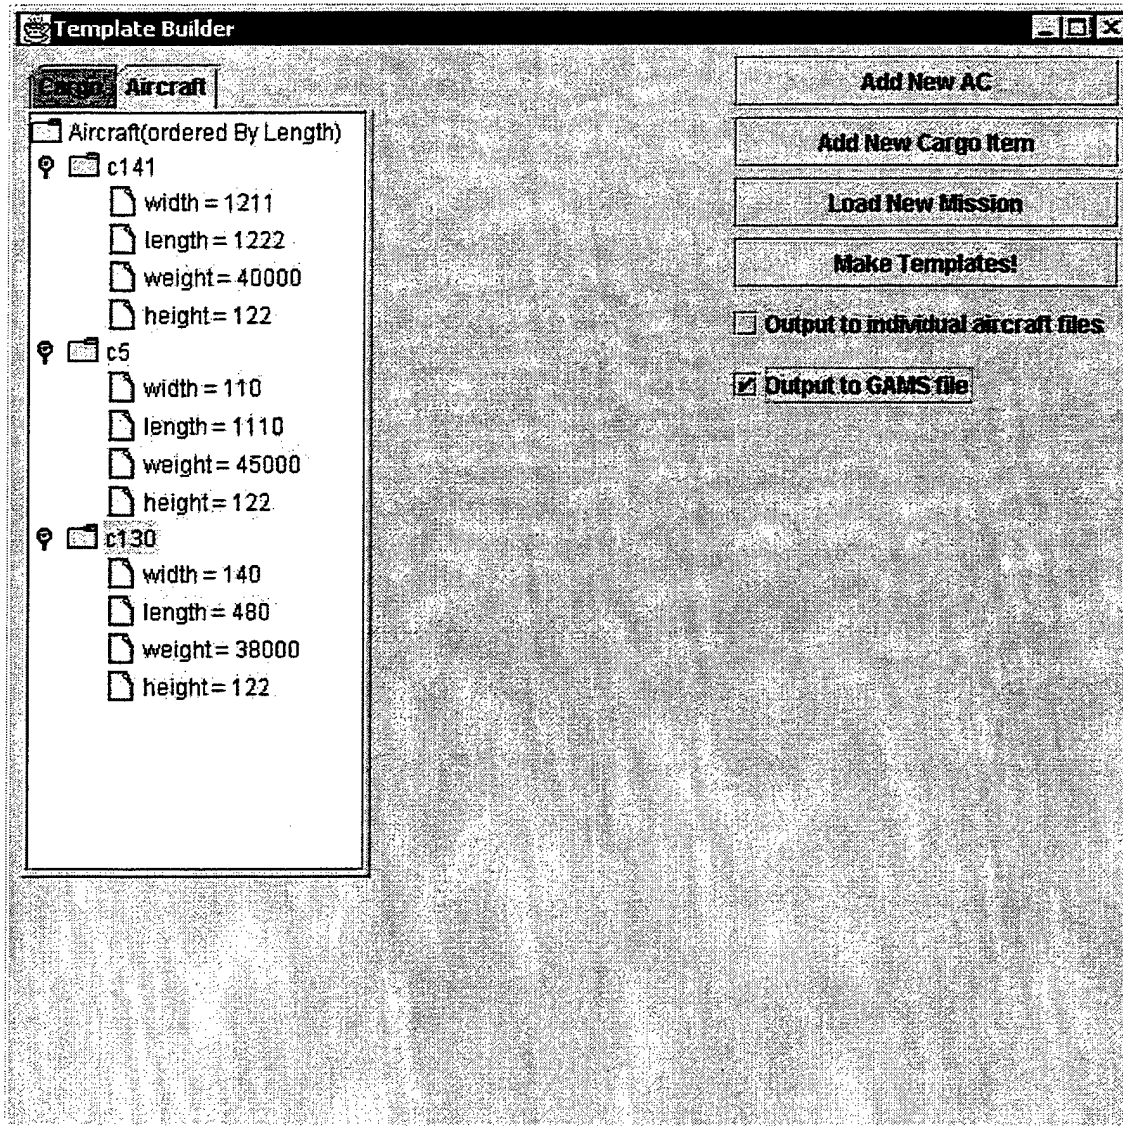 Template Builder
Cargo Aircraft
Aircraft(ordered By Length)
c141
width = 1211
length = 1222
weight = 40000
height = 122
c5
width = 110
length = 1110
weight = 45000
height = 122
c130
width = 140
length = 480
weight = 38000
height = 122
Add New AC
Add New Cargo Item
Load New Mission
Make Templates!
Output to individual aircraft files
Output to GAMS file